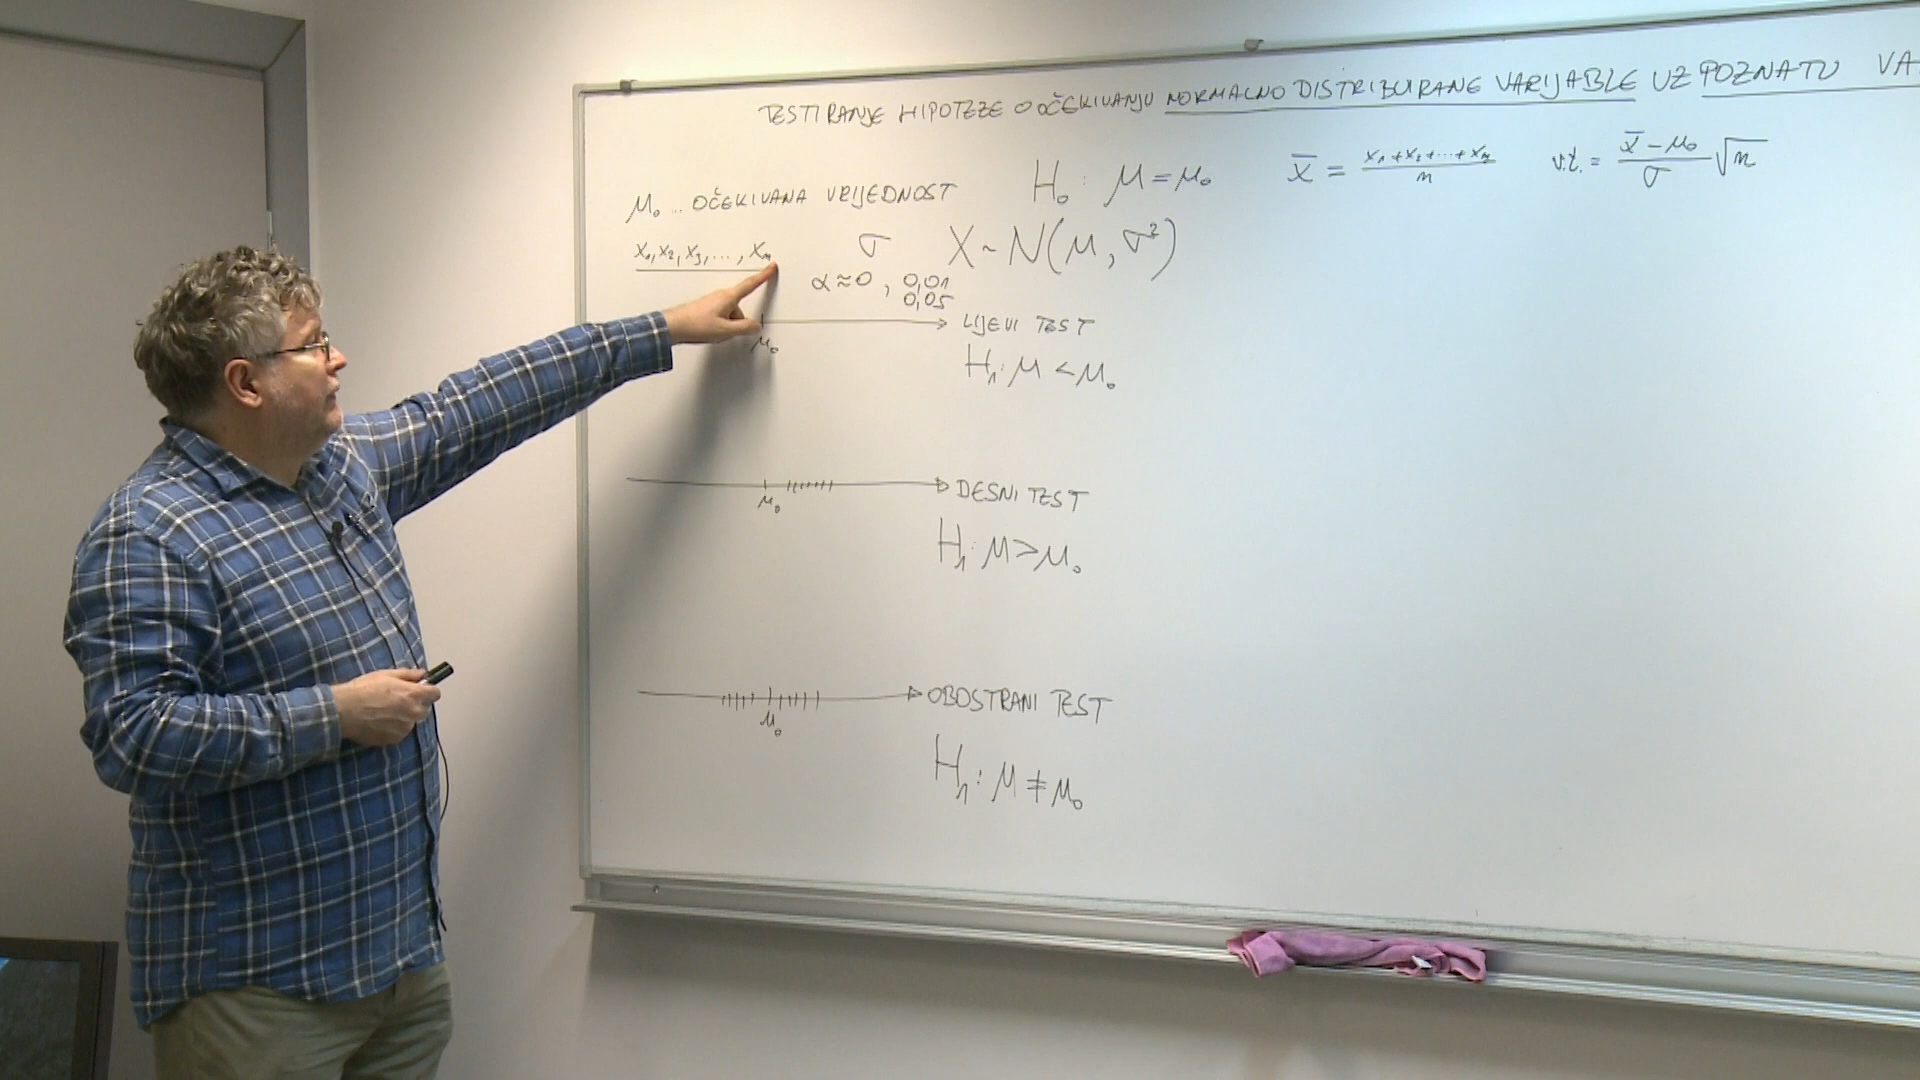 TESTIRANJE HIPOTEZE O OČEKIVANJU NORMALNO DISTRIBUIRANE VARIJABLE UZ POZNATU VA
μ₀ ... OČEKIVANA VRIJEDNOST
H₀: μ = μ₀
x̄ = (x₁+x₂+...+xₙ)/n
v.t. = (x̄ - μ₀)/σ √n
x₁, x₂, x₃, ..., xₙ
σ
X ~ N(μ, σ²)
α ≈ 0, 0,01
0,05
μ₀
LIJEVI TEST
H₁: μ < μ₀
μ₀
DESNI TEST
H₁: μ > μ₀
μ₀
OBOSTRANI TEST
H₁: μ ≠ μ₀